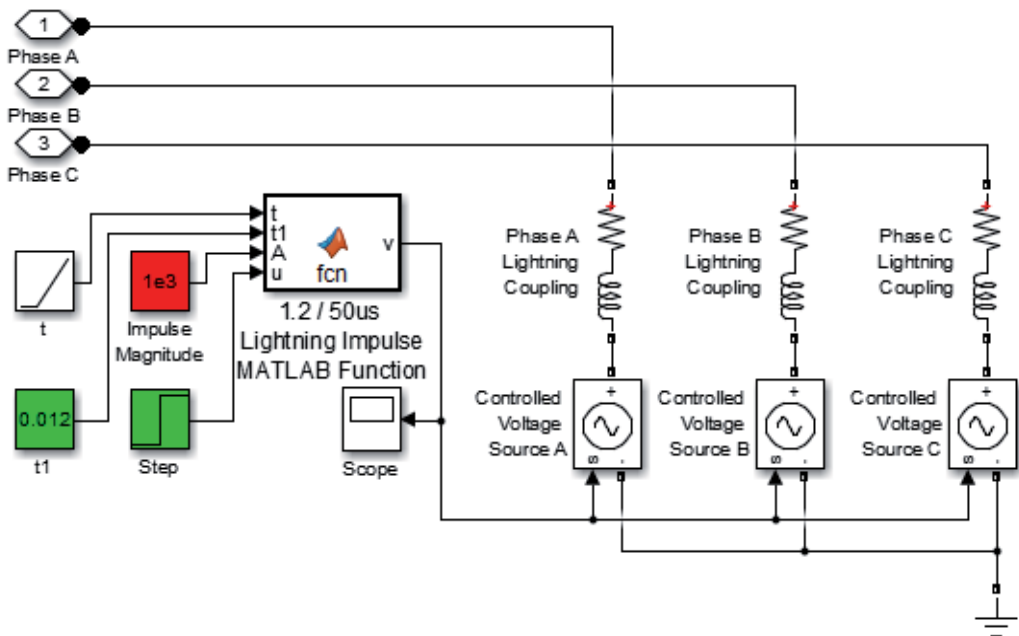 1
Phase A
2
Phase B
3
Phase C
t
t1
A
u
v
fcn
1.2 / 50us
Lightning Impulse
MATLAB Function
t
1e3
Impulse
Magnitude
0.012
t1
Step
Scope
Phase A
Lightning
Coupling
Phase B
Lightning
Coupling
Phase C
Lightning
Coupling
Controlled
Voltage
Source A
+
s
-
Controlled
Voltage
Source B
+
s
-
Controlled
Voltage
Source C
+
s
-